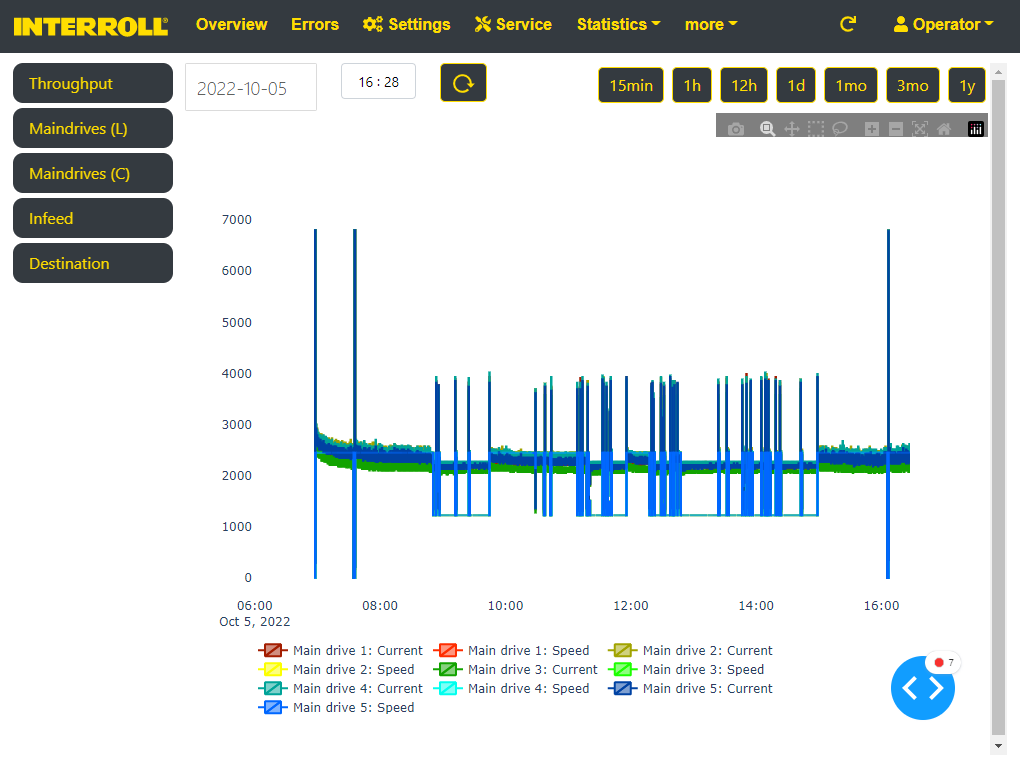 INTERROLL Overview Errors Settings Service Statistics more Operator
Throughput
Maindrives (L)
Maindrives (C)
Infeed
Destination
2022-10-05 16:28 15min 1h 12h 1d 1mo 3mo 1y
7000
6000
5000
4000
3000
2000
1000
0
06:00 08:00 10:00 12:00 14:00 16:00
Oct 5, 2022
Main drive 1: Current Main drive 1: Speed Main drive 2: Current
Main drive 2: Speed Main drive 3: Current Main drive 3: Speed
Main drive 4: Current Main drive 4: Speed Main drive 5: Current
Main drive 5: Speed
7